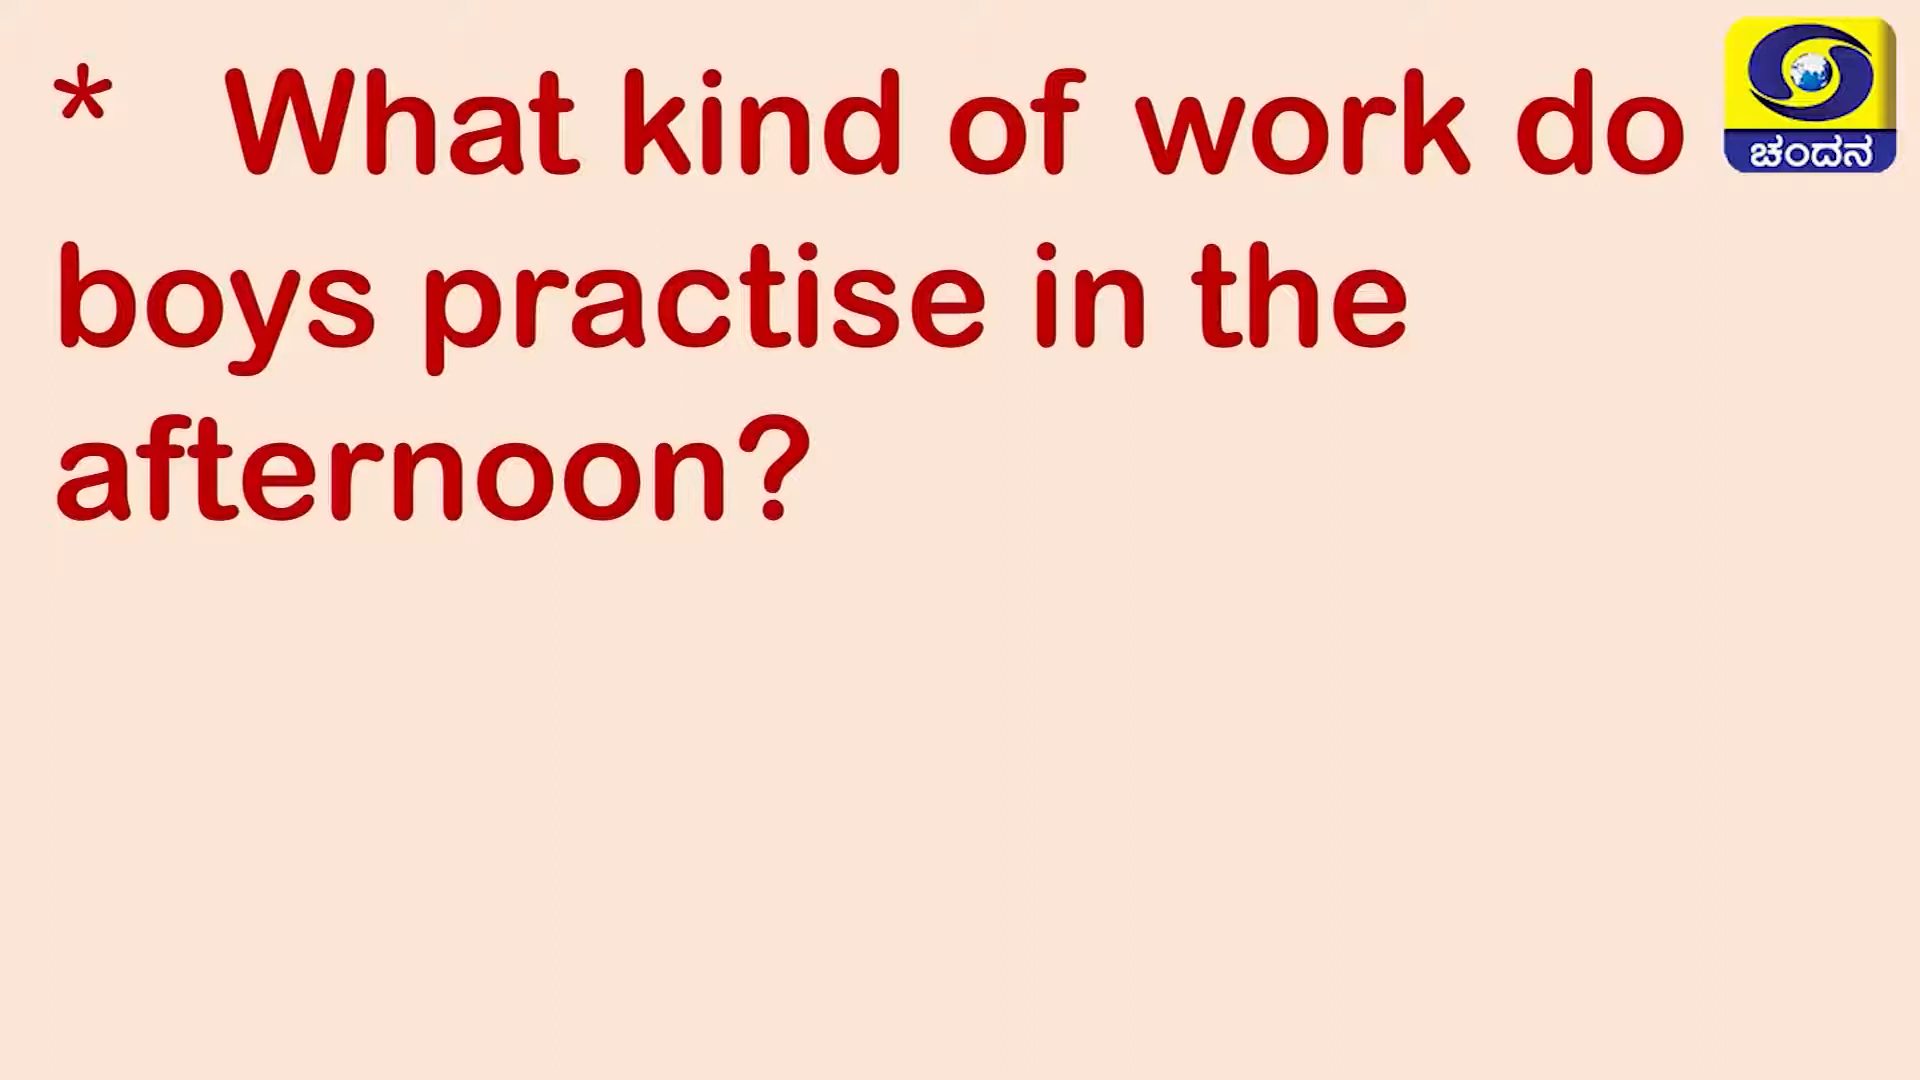 * What kind of work do
boys practise in the
afternoon?
ಚಂದನ